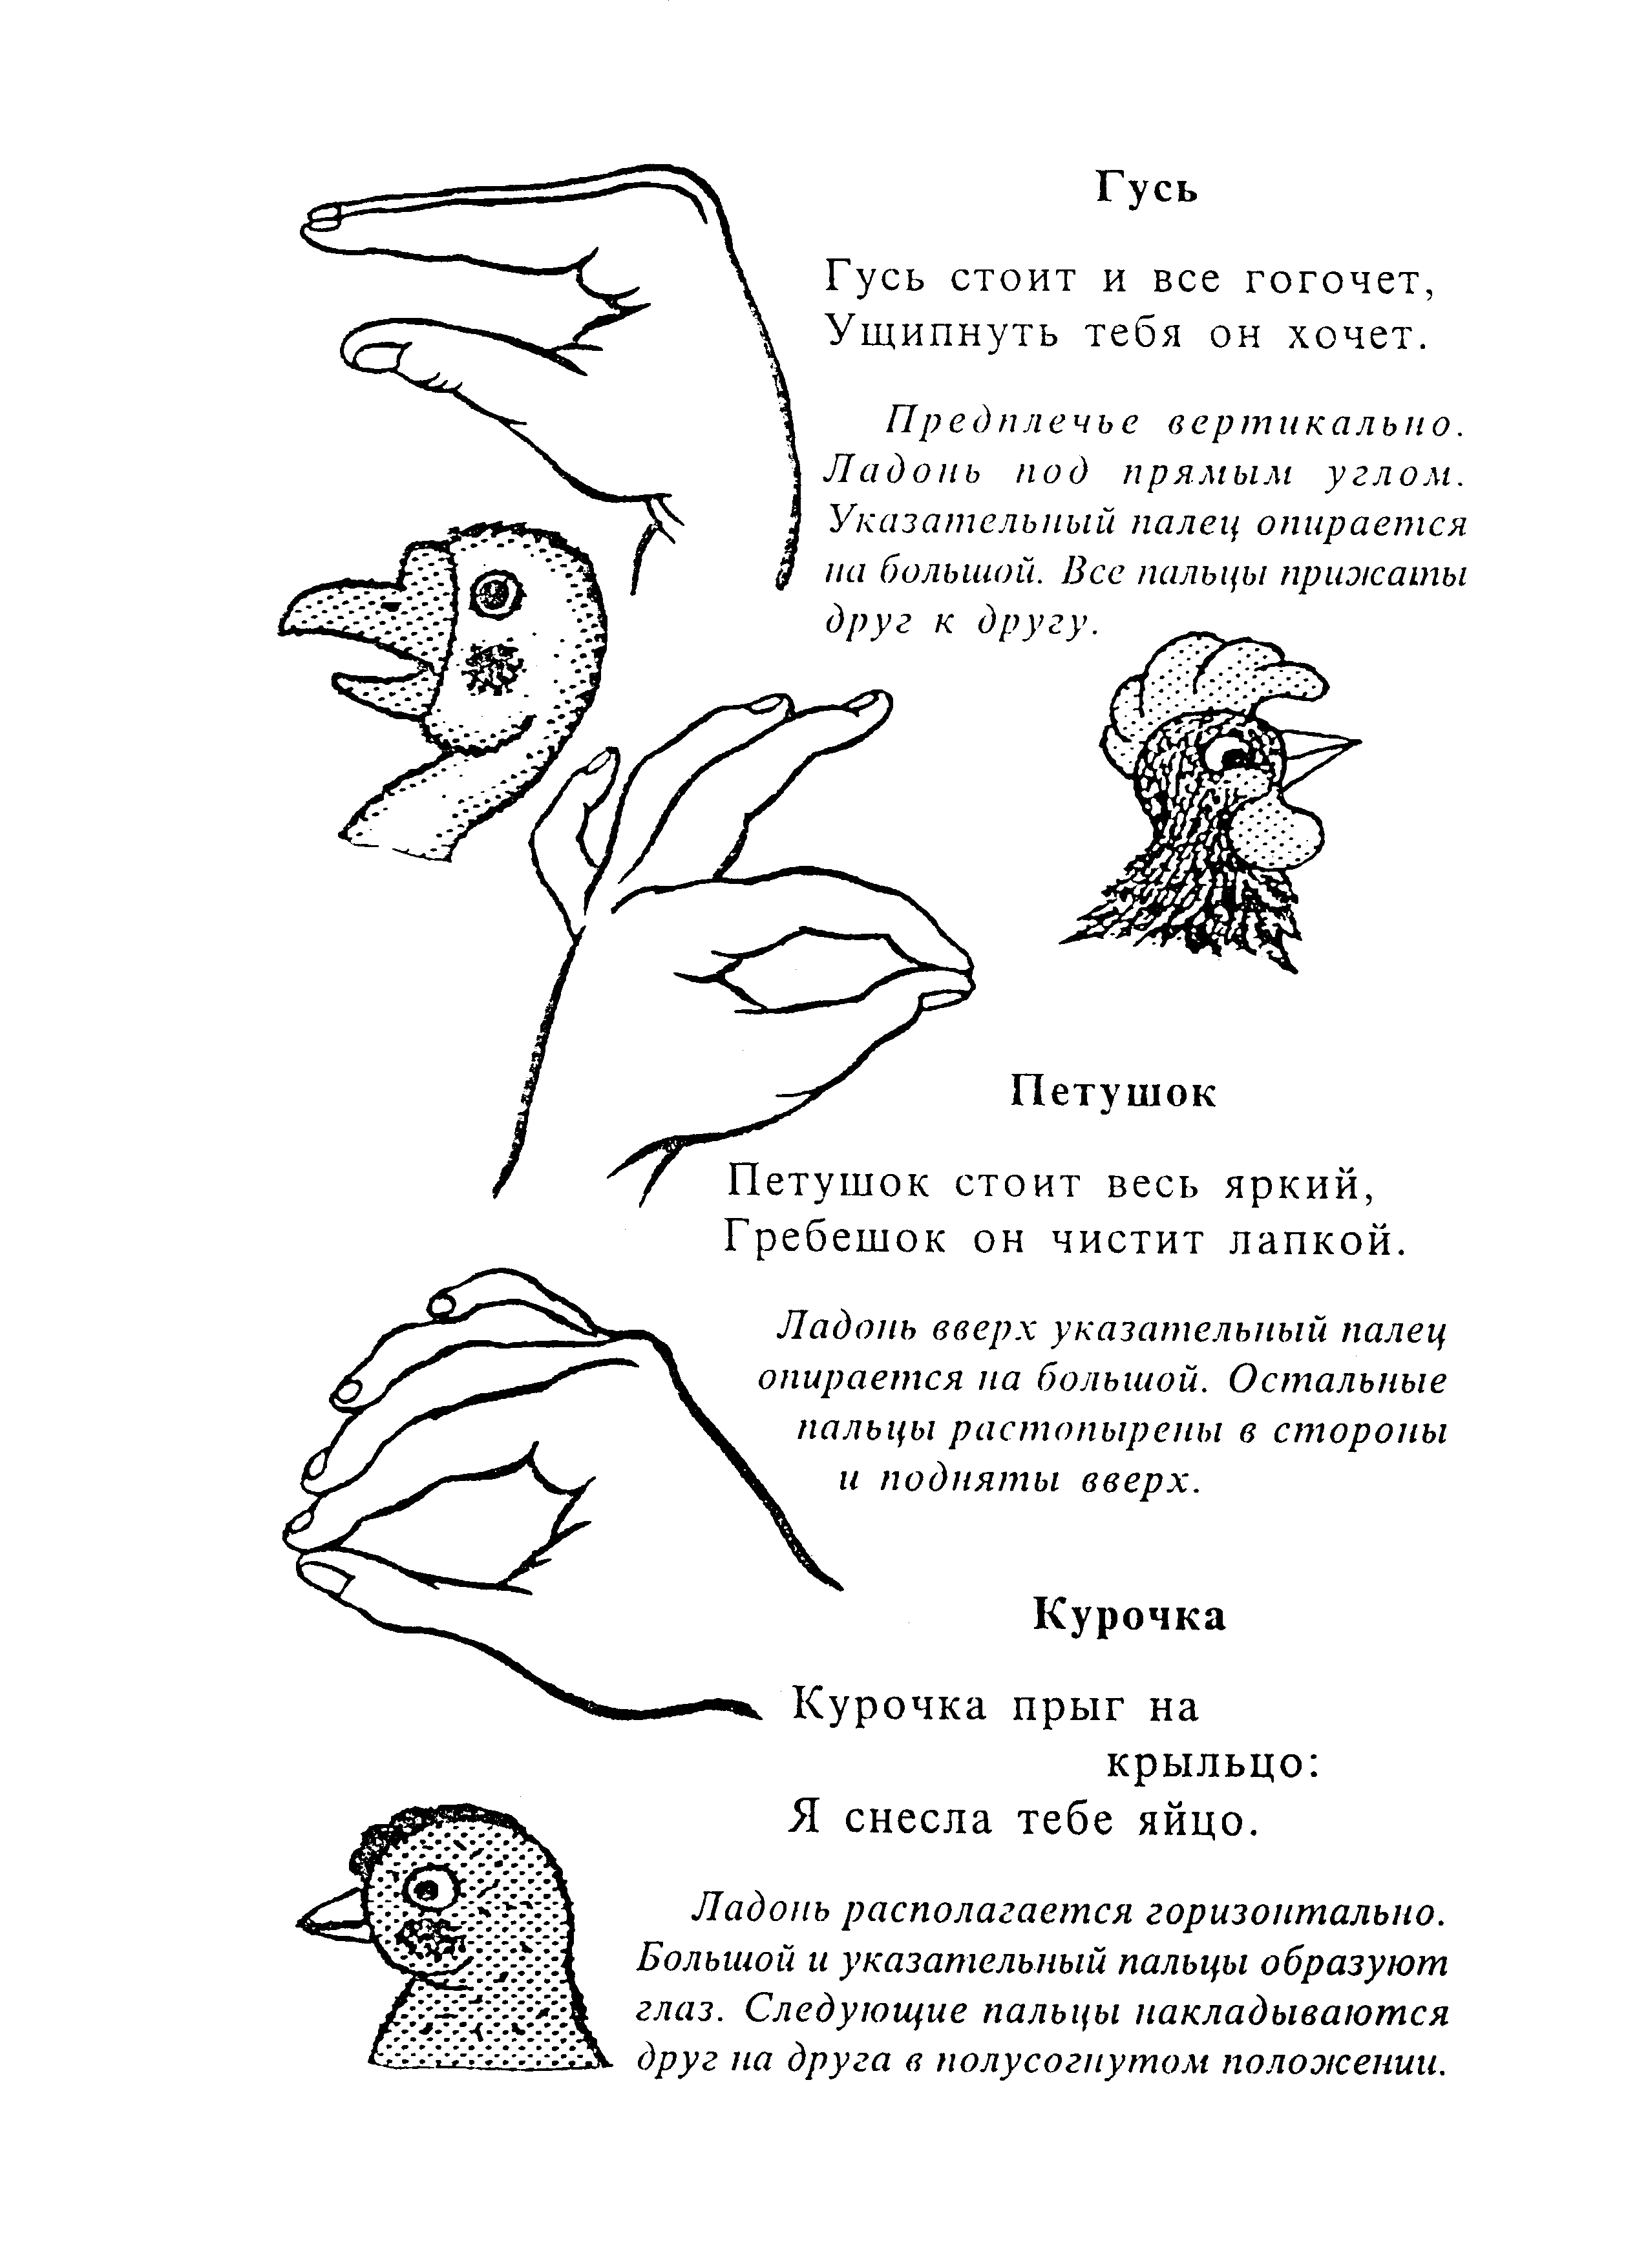 Гусь
Гусь стоит и все гогочет,
Ущипнуть тебя он хочет.
Предплечье вертикально.
Ладонь под прямым углом.
Указательный палец опирается
на большой. Все пальцы прижаты
друг к другу.
Петушок
Петушок стоит весь яркий,
Гребешок он чистит лапкой.
Ладонь вверх указательный палец
опирается на большой. Остальные
пальцы растопырены в стороны
и подняты вверх.
Курочка
Курочка прыг на
крыльцо:
Я снесла тебе яйцо.
Ладонь располагается горизонтально.
Большой и указательный пальцы образуют
глаз. Следующие пальцы накладываются
друг на друга в полусогнутом положении.